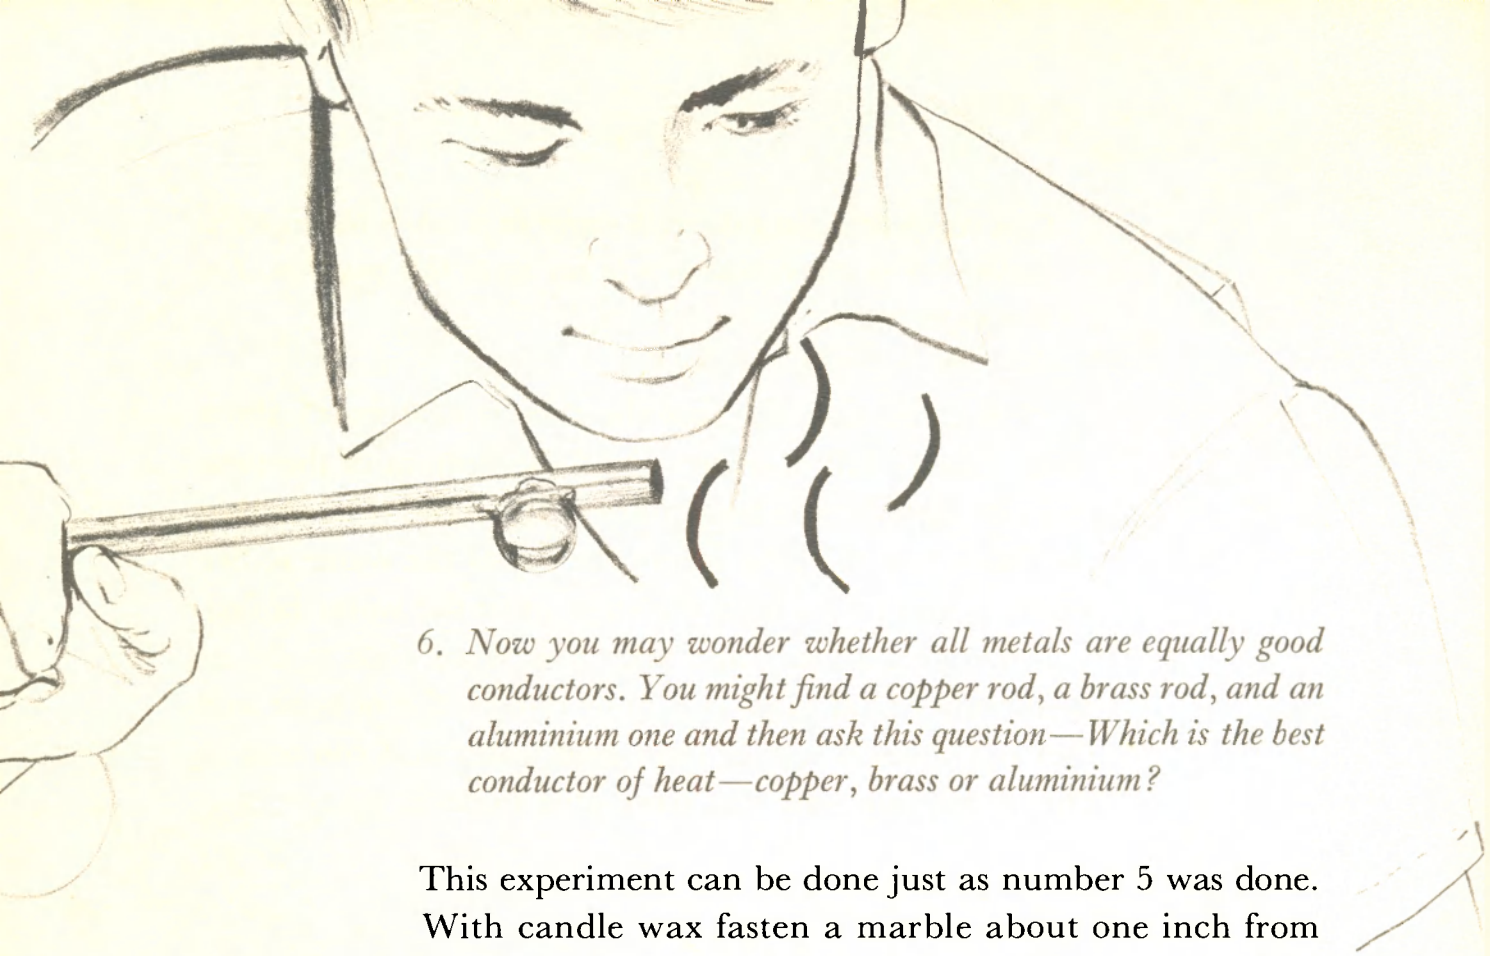 6. Now you may wonder whether all metals are equally good
conductors. You might find a copper rod, a brass rod, and an
aluminium one and then ask this question—Which is the best
conductor of heat—copper, brass or aluminium?
This experiment can be done just as number 5 was done.
With candle wax fasten a marble about one inch from